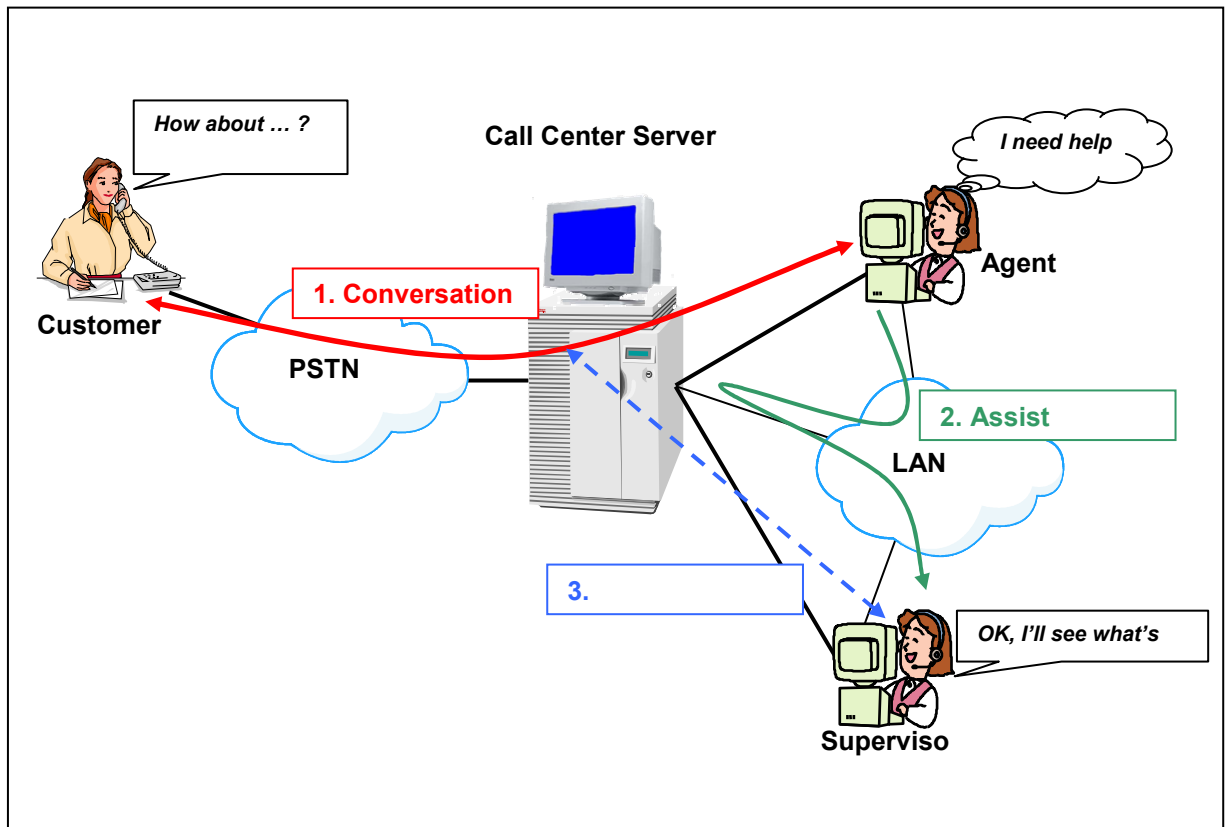 How about … ?
Call Center Server
I need help
Agent
1. Conversation
Customer
PSTN
2. Assist
LAN
3.
OK, I'll see what's
Superviso